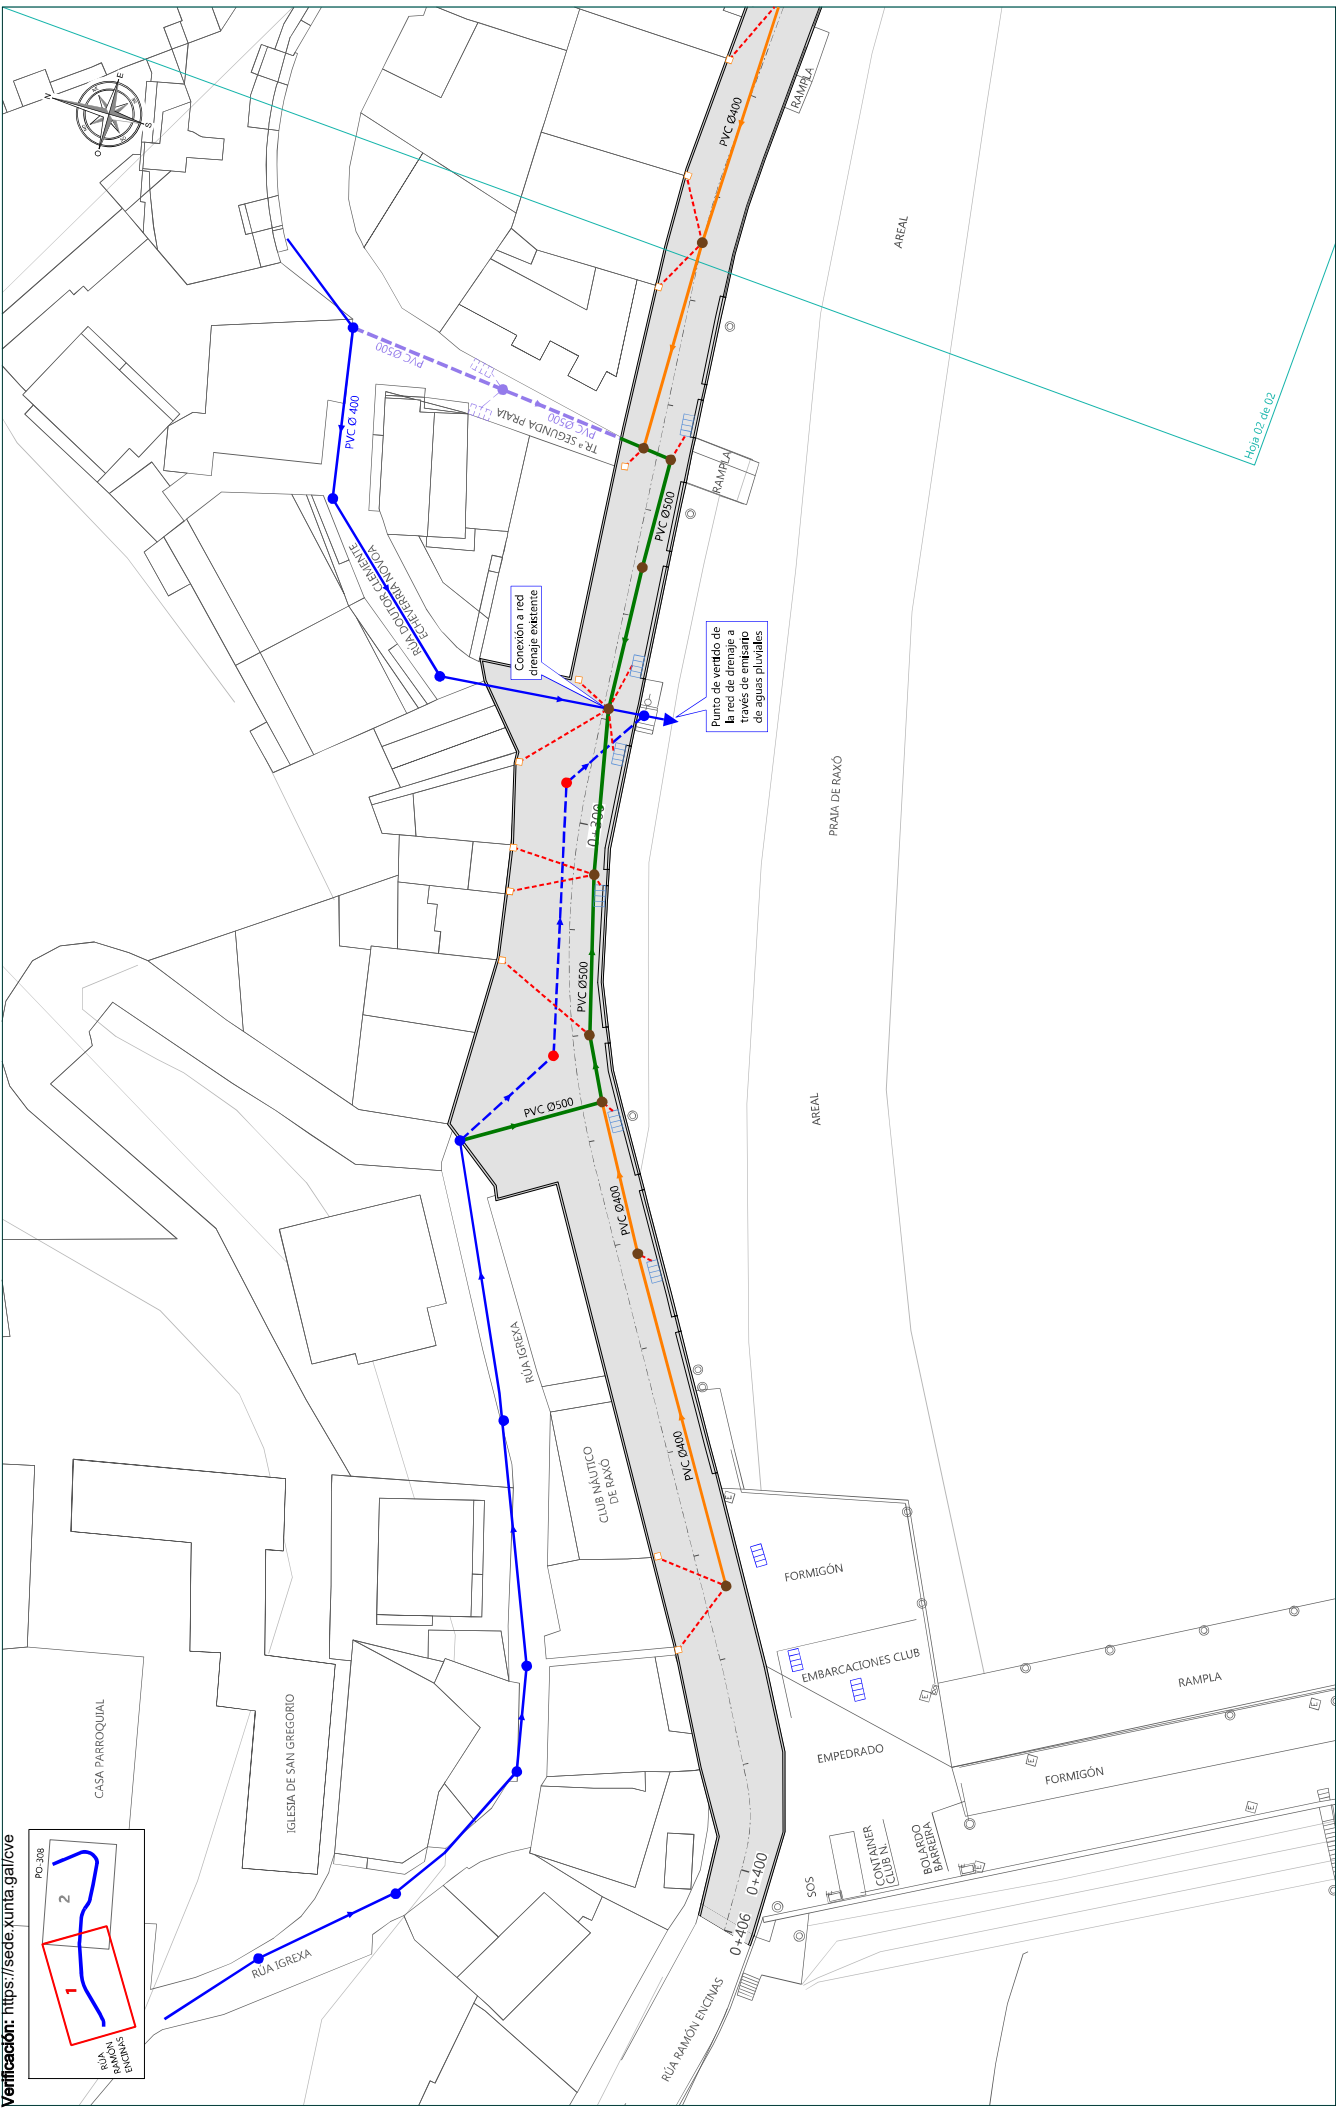 N
E
S
O
RAMPLA
PVC Ø400
AREAL
Hoja 02 de 02
PVC Ø500
PVC Ø500
TRª SEGUNDA PRAIA
PVC Ø 400
RAMPLA
PVC Ø500
RÚA DOUTOR CLEMENTE
ECHEVERRÍA NOVOA
Conexión a red
drenaje existente
Punto de vertido de
la red de drenaje a
través de emisario
de aguas pluviales
PRAIA DE RAXÓ
0+300
PVC Ø500
AREAL
PVC Ø500
PVC Ø400
RÚA IGREXA
PVC Ø400
CLUB NÁUTICO
DE RAXÓ
FORMIGÓN
EMBARCACIONES CLUB
RAMPLA
EMPEDRADO
FORMIGÓN
CASA PARROQUIAL
IGLESIA DE SAN GREGORIO
CONTAINER
CLUB N.
BOLARDO
BARREIRA
SOS
0+400
0+406
RÚA IGREXA
RÚA RAMÓN ENCINAS
PO-308
2
1
RÚA
RAMÓN
ENCINAS
Verificación: https://sede.xunta.gal/cve